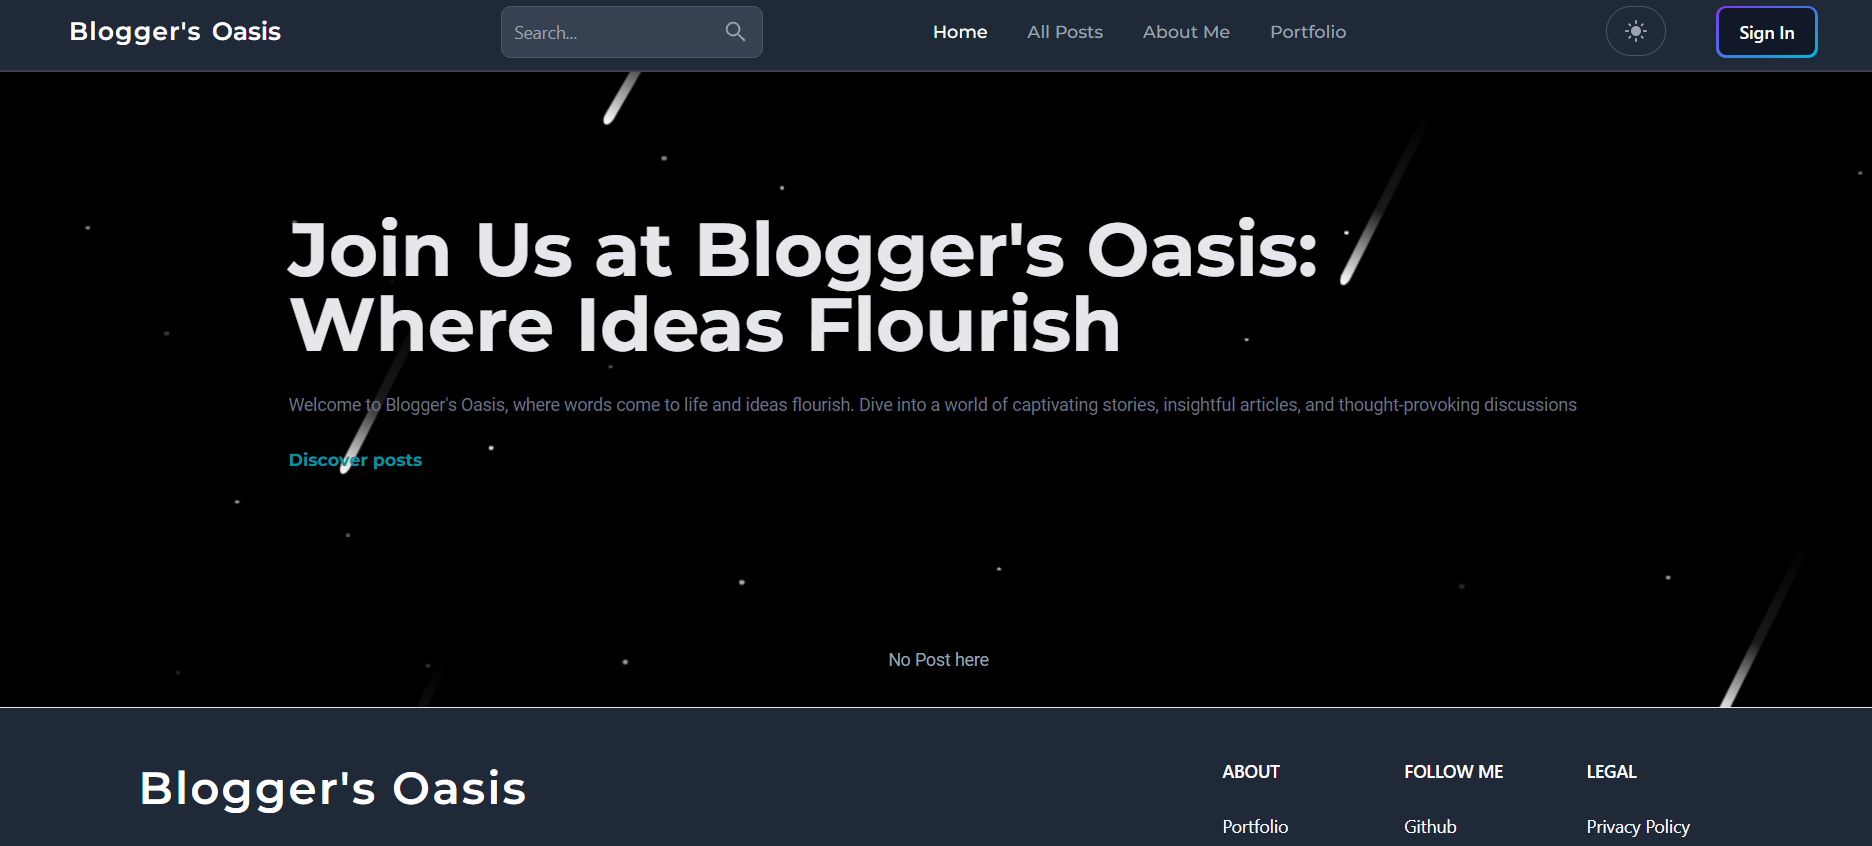 Blogger's Oasis
Search...
Home
All Posts
About Me
Portfolio
Sign In
Join Us at Blogger's Oasis:
Where Ideas Flourish
Welcome to Blogger's Oasis, where words come to life and ideas flourish. Dive into a world of captivating stories, insightful articles, and thought-provoking discussions
Discover posts
No Post here
Blogger's Oasis
ABOUT
Portfolio
FOLLOW ME
Github
LEGAL
Privacy Policy